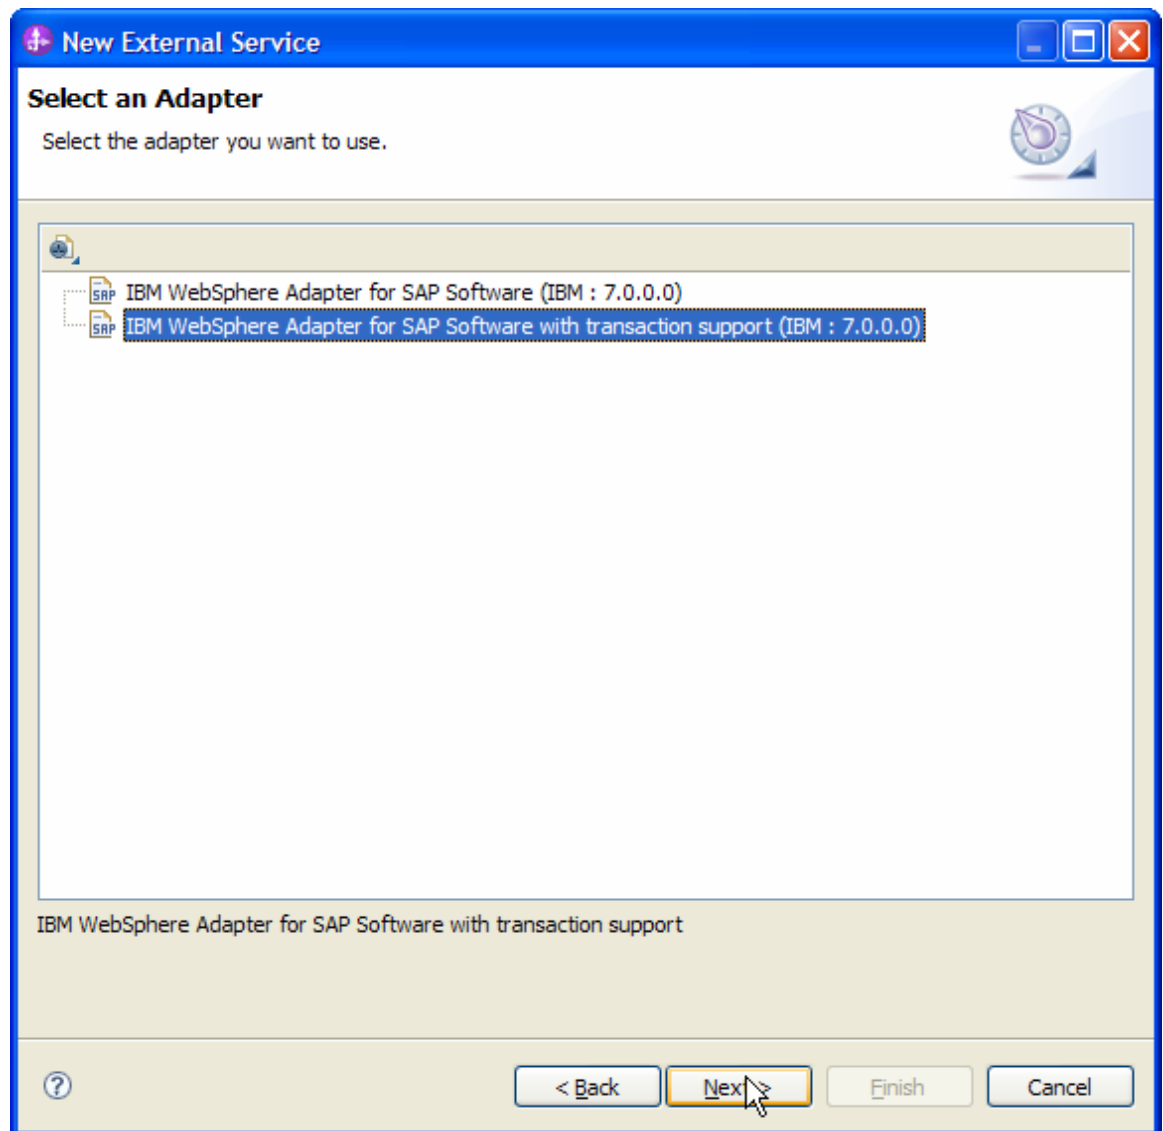 New External Service
Select an Adapter
Select the adapter you want to use.
SAP IBM WebSphere Adapter for SAP Software (IBM : 7.0.0.0)
SAP IBM WebSphere Adapter for SAP Software with transaction support (IBM : 7.0.0.0)
IBM WebSphere Adapter for SAP Software with transaction support
? < Back Next > Finish Cancel